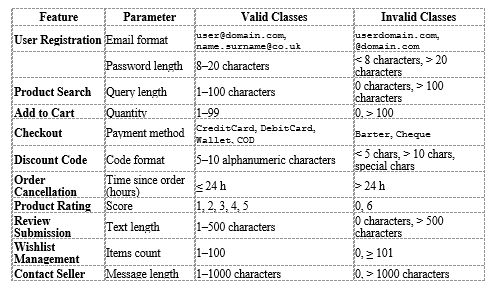 Feature Parameter Valid Classes Invalid Classes
User Registration Email format user@domain.com, name.surname@co.uk userdomain.com, @domain.com
Password length 8–20 characters < 8 characters, > 20 characters
Product Search Query length 1–100 characters 0 characters, > 100 characters
Add to Cart Quantity 1–99 0, > 100
Checkout Payment method CreditCard, DebitCard, Wallet, COD Barter, Cheque
Discount Code Code format 5–10 alphanumeric characters < 5 chars, > 10 chars, special chars
Order Cancellation Time since order (hours) ≤ 24 h > 24 h
Product Rating Score 1, 2, 3, 4, 5 0, 6
Review Submission Text length 1–500 characters 0 characters, > 500 characters
Wishlist Management Items count 1–100 0, ≥ 101
Contact Seller Message length 1–1000 characters 0, > 1000 characters